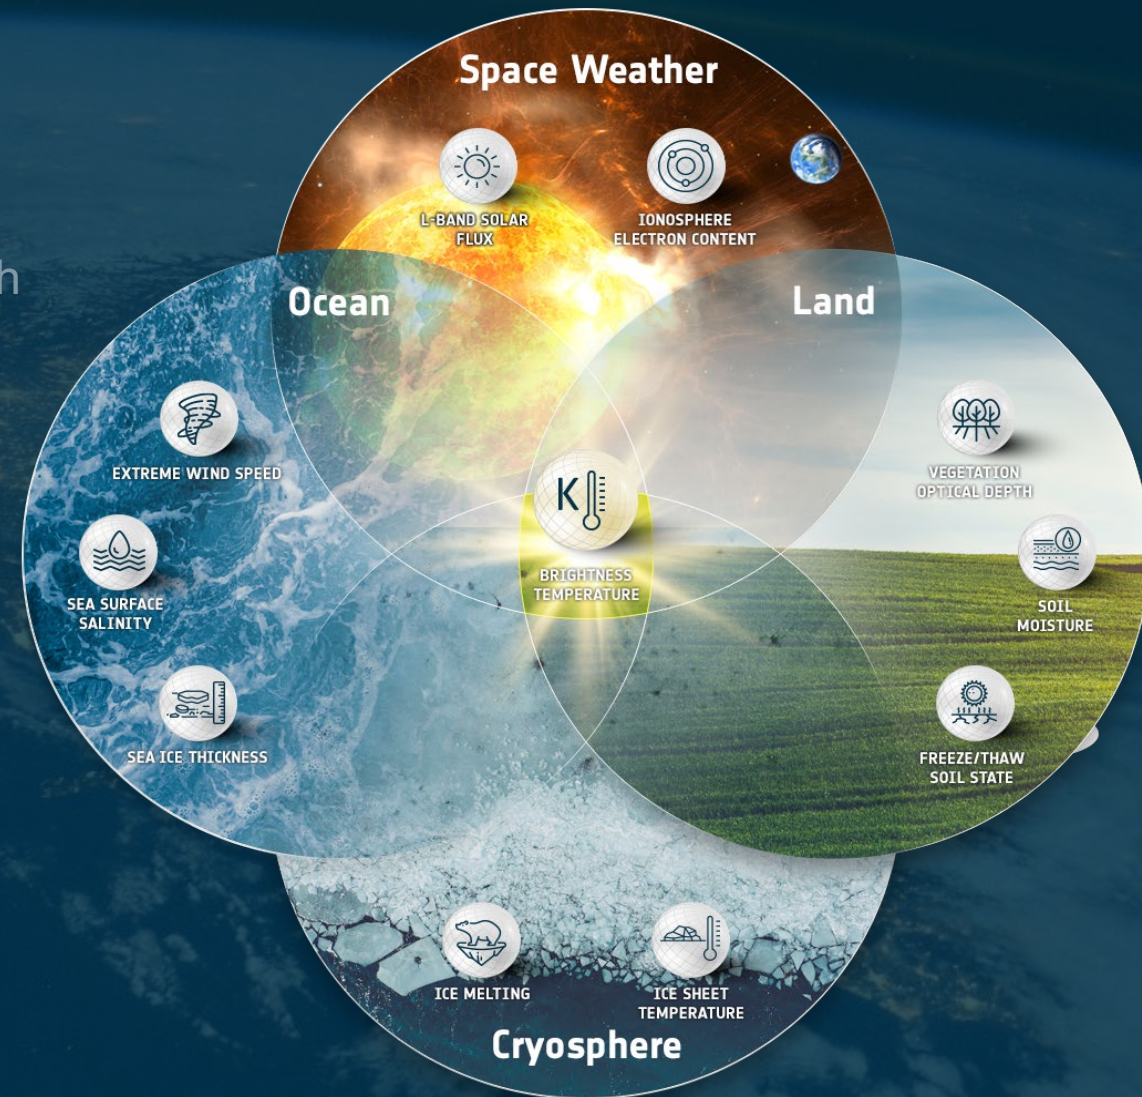 Space Weather
L-BAND SOLAR
FLUX
IONOSPHERE
ELECTRON CONTENT
h
Ocean
Land
EXTREME WIND SPEED
VEGETATION
OPTICAL DEPTH
K
BRIGHTNESS
TEMPERATURE
SEA SURFACE
SALINITY
SOIL
MOISTURE
SEA ICE THICKNESS
FREEZE/THAW
SOIL STATE
ICE MELTING
ICE SHEET
TEMPERATURE
Cryosphere